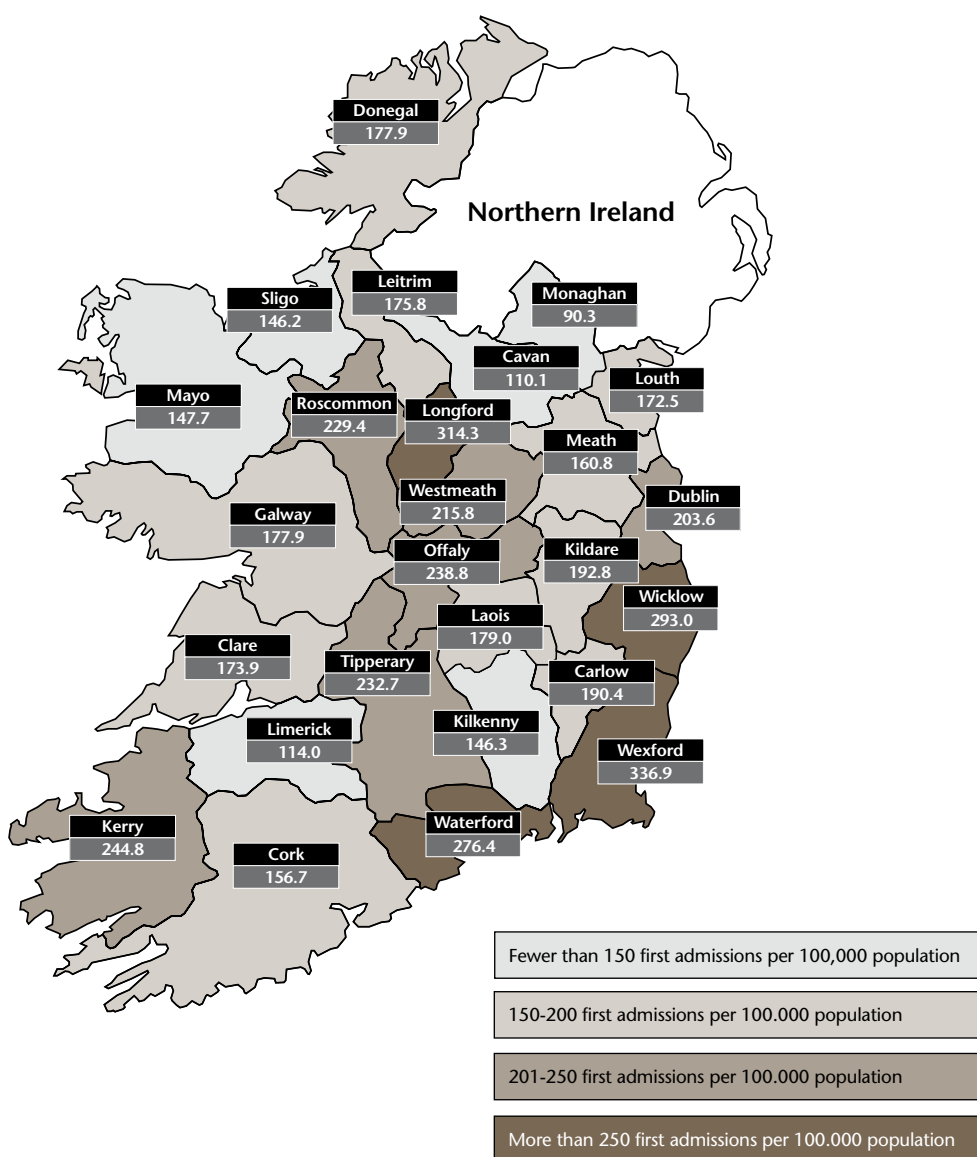 Donegal
177.9
Northern Ireland
Leitrim
175.8
Sligo
146.2
Monaghan
90.3
Cavan
110.1
Louth
172.5
Mayo
147.7
Roscommon
229.4
Longford
314.3
Meath
160.8
Westmeath
215.8
Dublin
203.6
Galway
177.9
Offaly
238.8
Kildare
192.8
Wicklow
293.0
Laois
179.0
Clare
173.9
Tipperary
232.7
Carlow
190.4
Limerick
114.0
Kilkenny
146.3
Wexford
336.9
Kerry
244.8
Waterford
276.4
Cork
156.7
Fewer than 150 first admissions per 100,000 population
150-200 first admissions per 100.000 population
201-250 first admissions per 100.000 population
More than 250 first admissions per 100.000 population